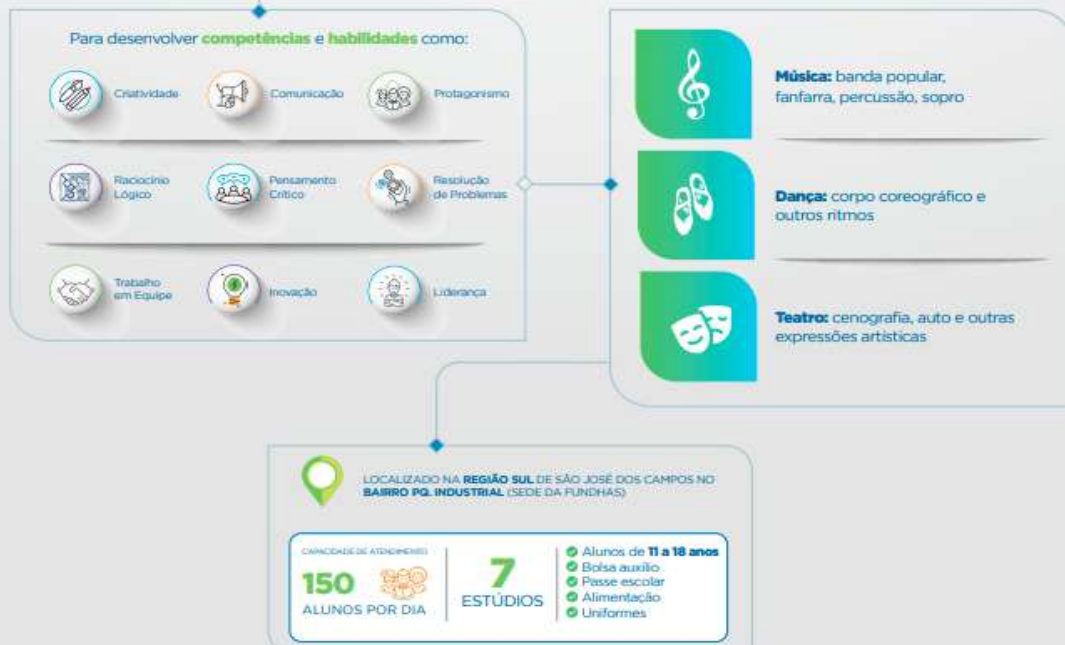 Para desenvolver competências e habilidades como:
Criatividade
Comunicação
Protagonismo
Raciocínio
Lógico
Pensamento
Crítico
Resolução
de Problemas
Trabalho
em Equipe
Inovação
Liderança
Música: banda popular,
fanfarra, percussão, sopro
Dança: corpo coreográfico e
outros ritmos
Teatro: cenografia, auto e outras
expressões artísticas
LOCALIZADO NA REGIÃO SUL DE SÃO JOSÉ DOS CAMPOS NO
BAIRRO PQ. INDUSTRIAL (SEDE DA FUNDHAS)
CAPACIDADE DE ATENDIMENTO
150
ALUNOS POR DIA
7
ESTÚDIOS
Alunos de 11 a 18 anos
Bolsa auxílio
Passe escolar
Alimentação
Uniformes